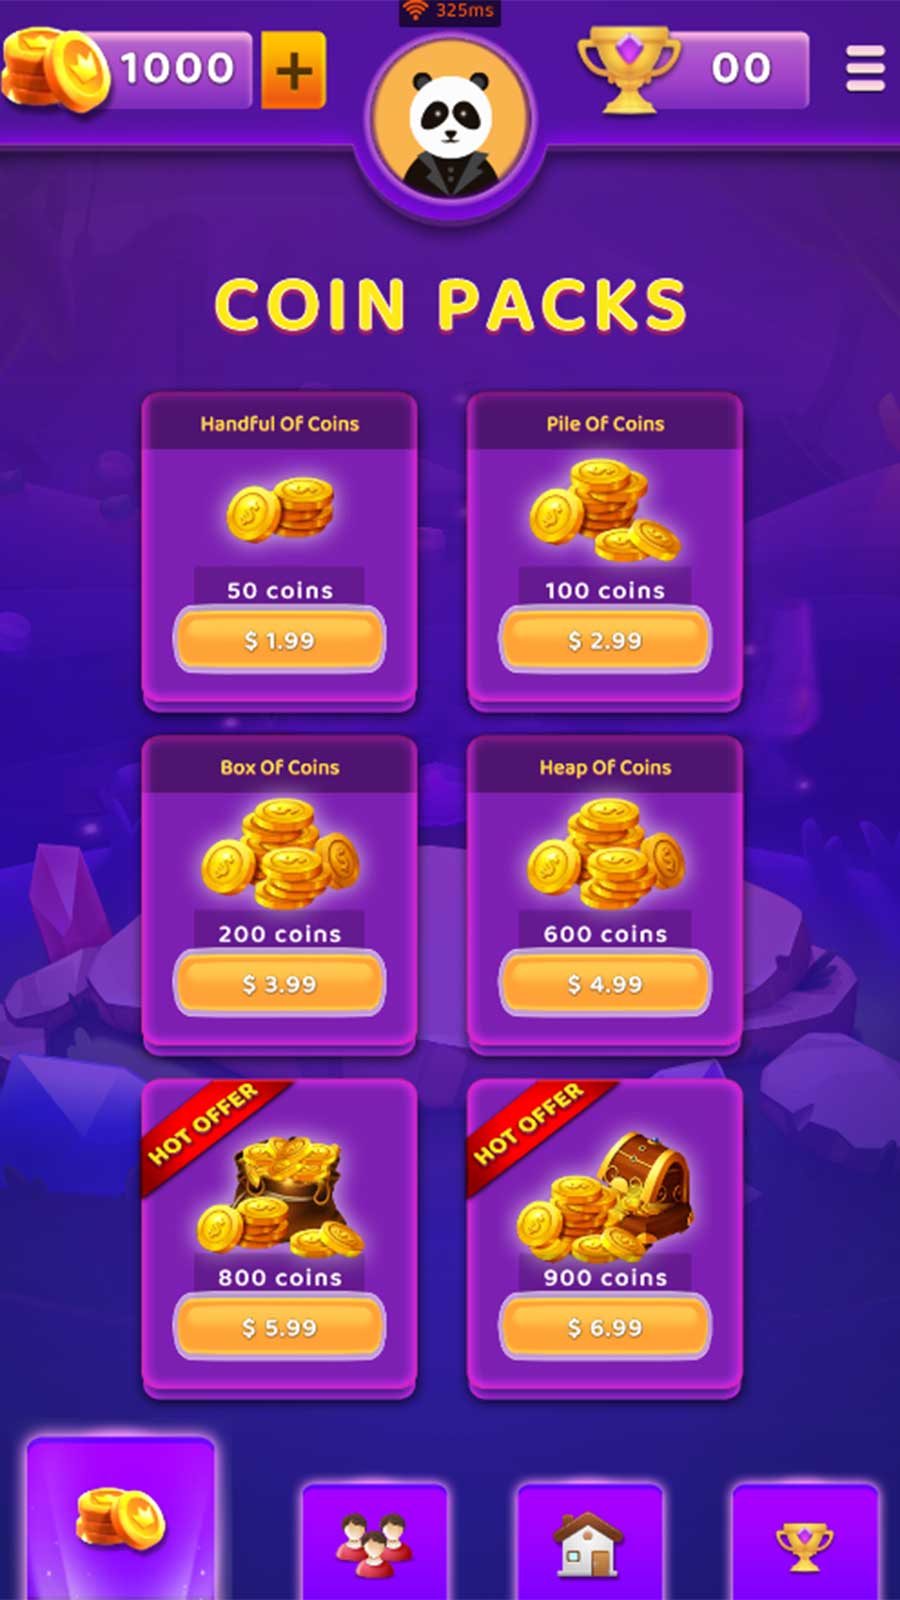 325ms
1000
00
COIN PACKS
Handful Of Coins
50 coins
$ 1.99
Pile Of Coins
100 coins
$ 2.99
Box Of Coins
200 coins
$ 3.99
Heap Of Coins
600 coins
$ 4.99
HOT OFFER
800 coins
$ 5.99
HOT OFFER
900 coins
$ 6.99